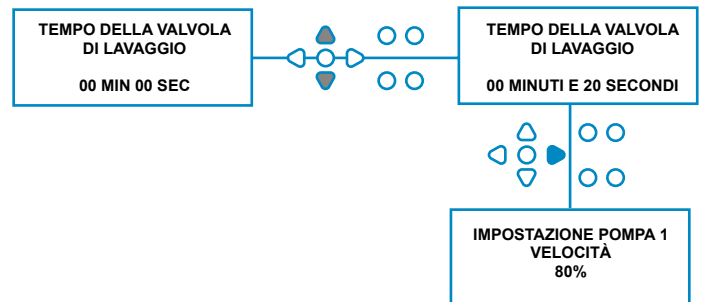 TEMPO DELLA VALVOLA
DI LAVAGGIO
00 MIN 00 SEC
TEMPO DELLA VALVOLA
DI LAVAGGIO
00 MINUTI E 20 SECONDI
IMPOSTAZIONE POMPA 1
VELOCITÀ
80%